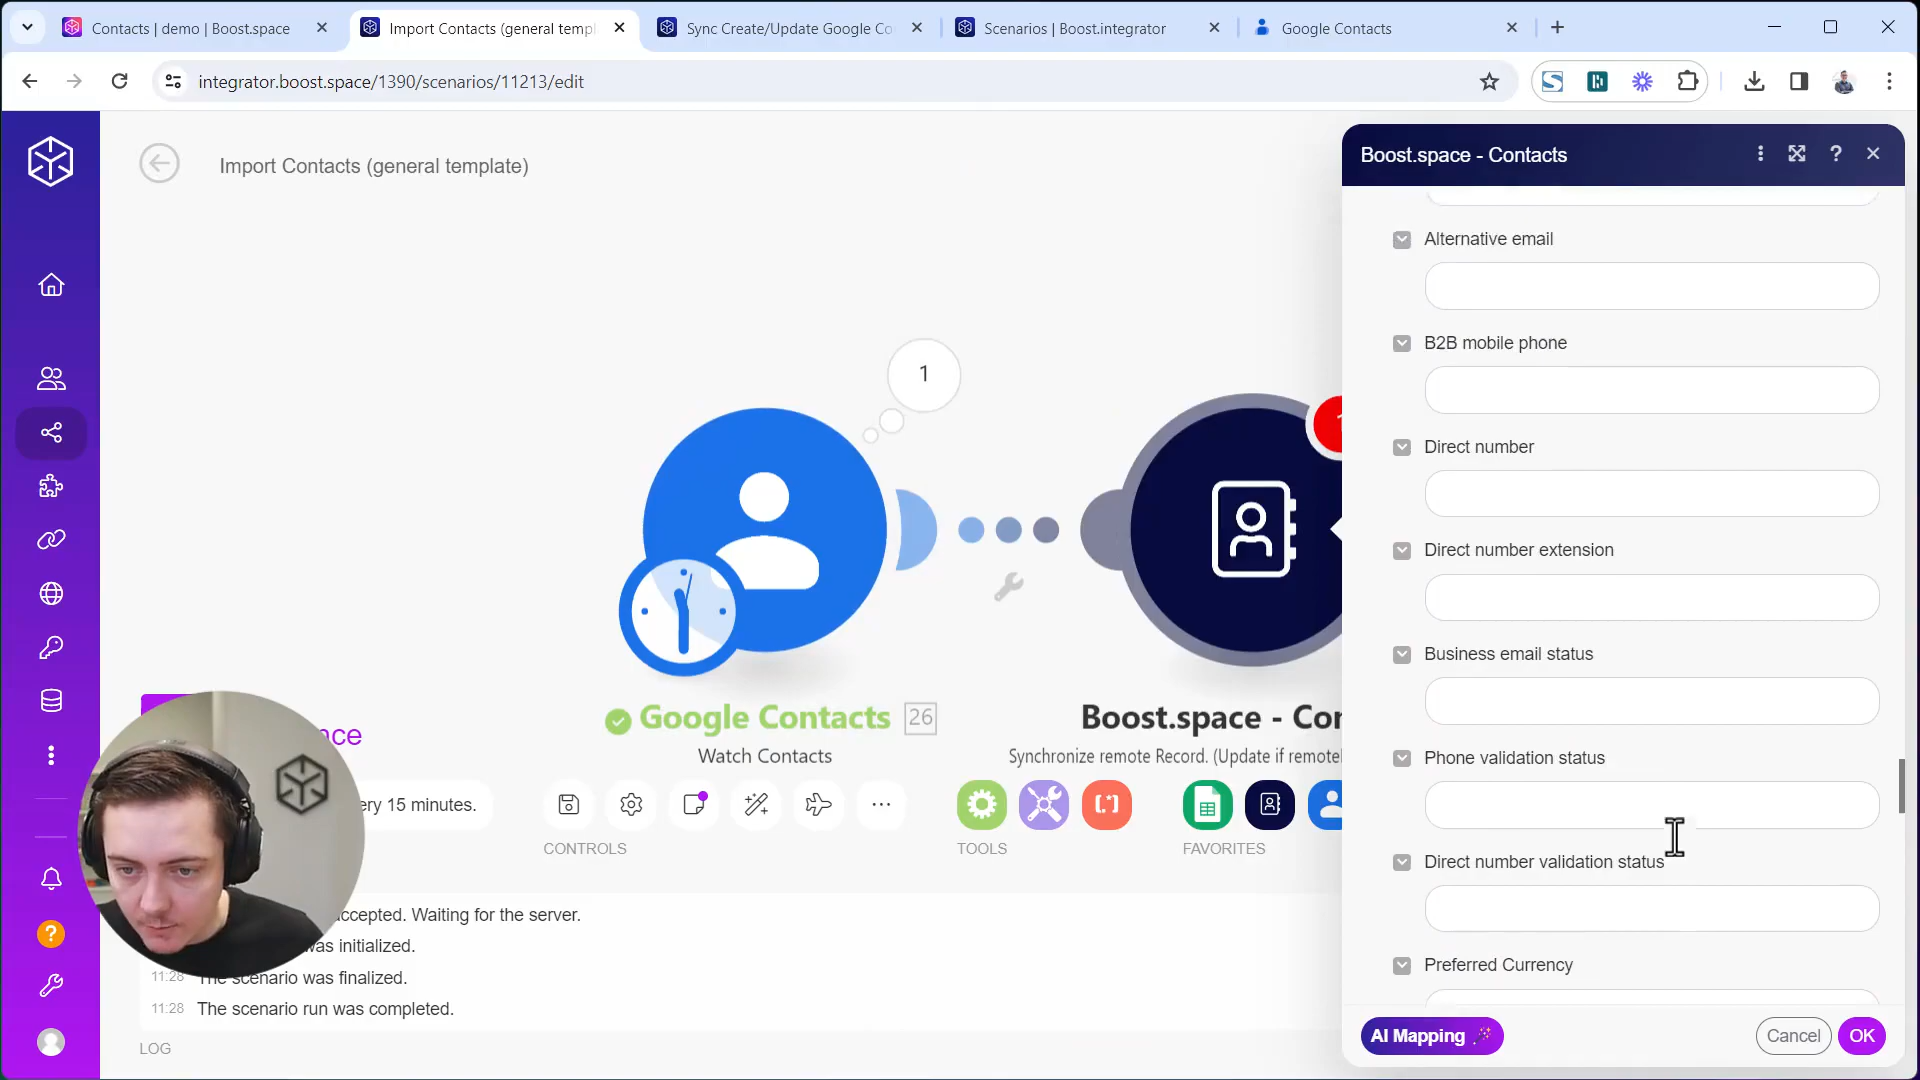 Contacts | demo | Boost.space
Import Contacts (general templ
Sync Create/Update Google Co
Scenarios | Boost.integrator
Google Contacts
integrator.boost.space/1390/scenarios/11213/edit
Import Contacts (general template)
Boost.space - Contacts
Alternative email
B2B mobile phone
Direct number
Direct number extension
Business email status
Phone validation status
Direct number validation status
Preferred Currency
1
Google Contacts 26
Watch Contacts
Boost.space - Con
Synchronize remote Record. (Update if remote
ace
ery 15 minutes.
CONTROLS
TOOLS
FAVORITES
ccepted. Waiting for the server.
was initialized.
11:28 The scenario was finalized.
11:28 The scenario run was completed.
LOG
AI Mapping
Cancel
OK